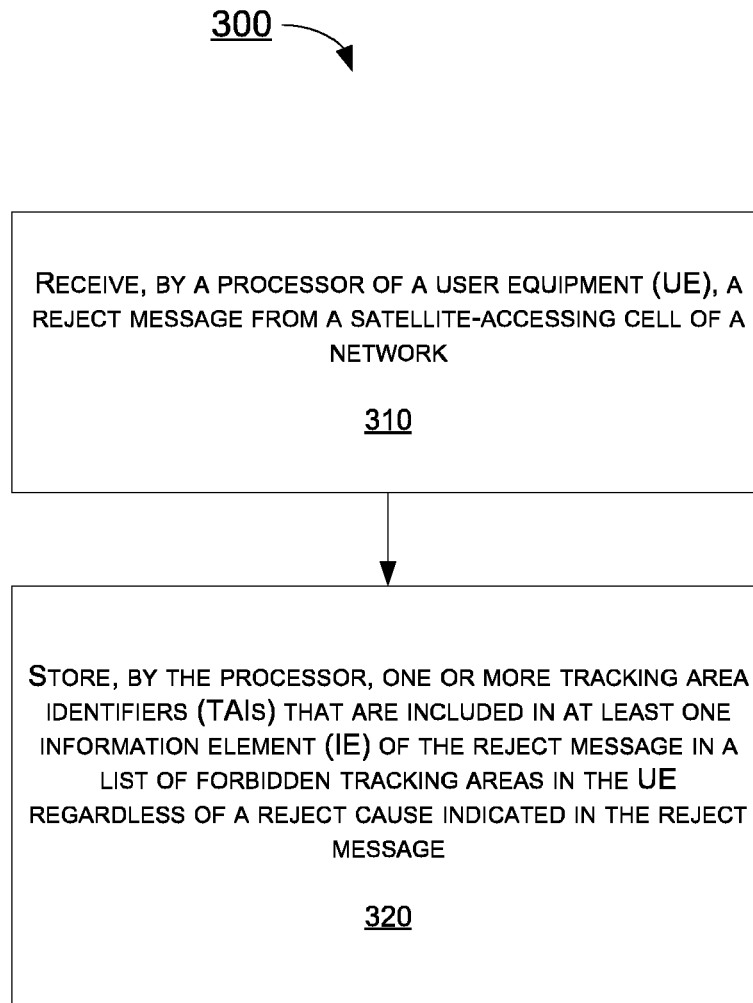 300
RECEIVE, BY A PROCESSOR OF A USER EQUIPMENT (UE), A
REJECT MESSAGE FROM A SATELLITE-ACCESSING CELL OF A
NETWORK
310
STORE, BY THE PROCESSOR, ONE OR MORE TRACKING AREA
IDENTIFIERS (TAIS) THAT ARE INCLUDED IN AT LEAST ONE
INFORMATION ELEMENT (IE) OF THE REJECT MESSAGE IN A
LIST OF FORBIDDEN TRACKING AREAS IN THE UE
REGARDLESS OF A REJECT CAUSE INDICATED IN THE REJECT
MESSAGE
320